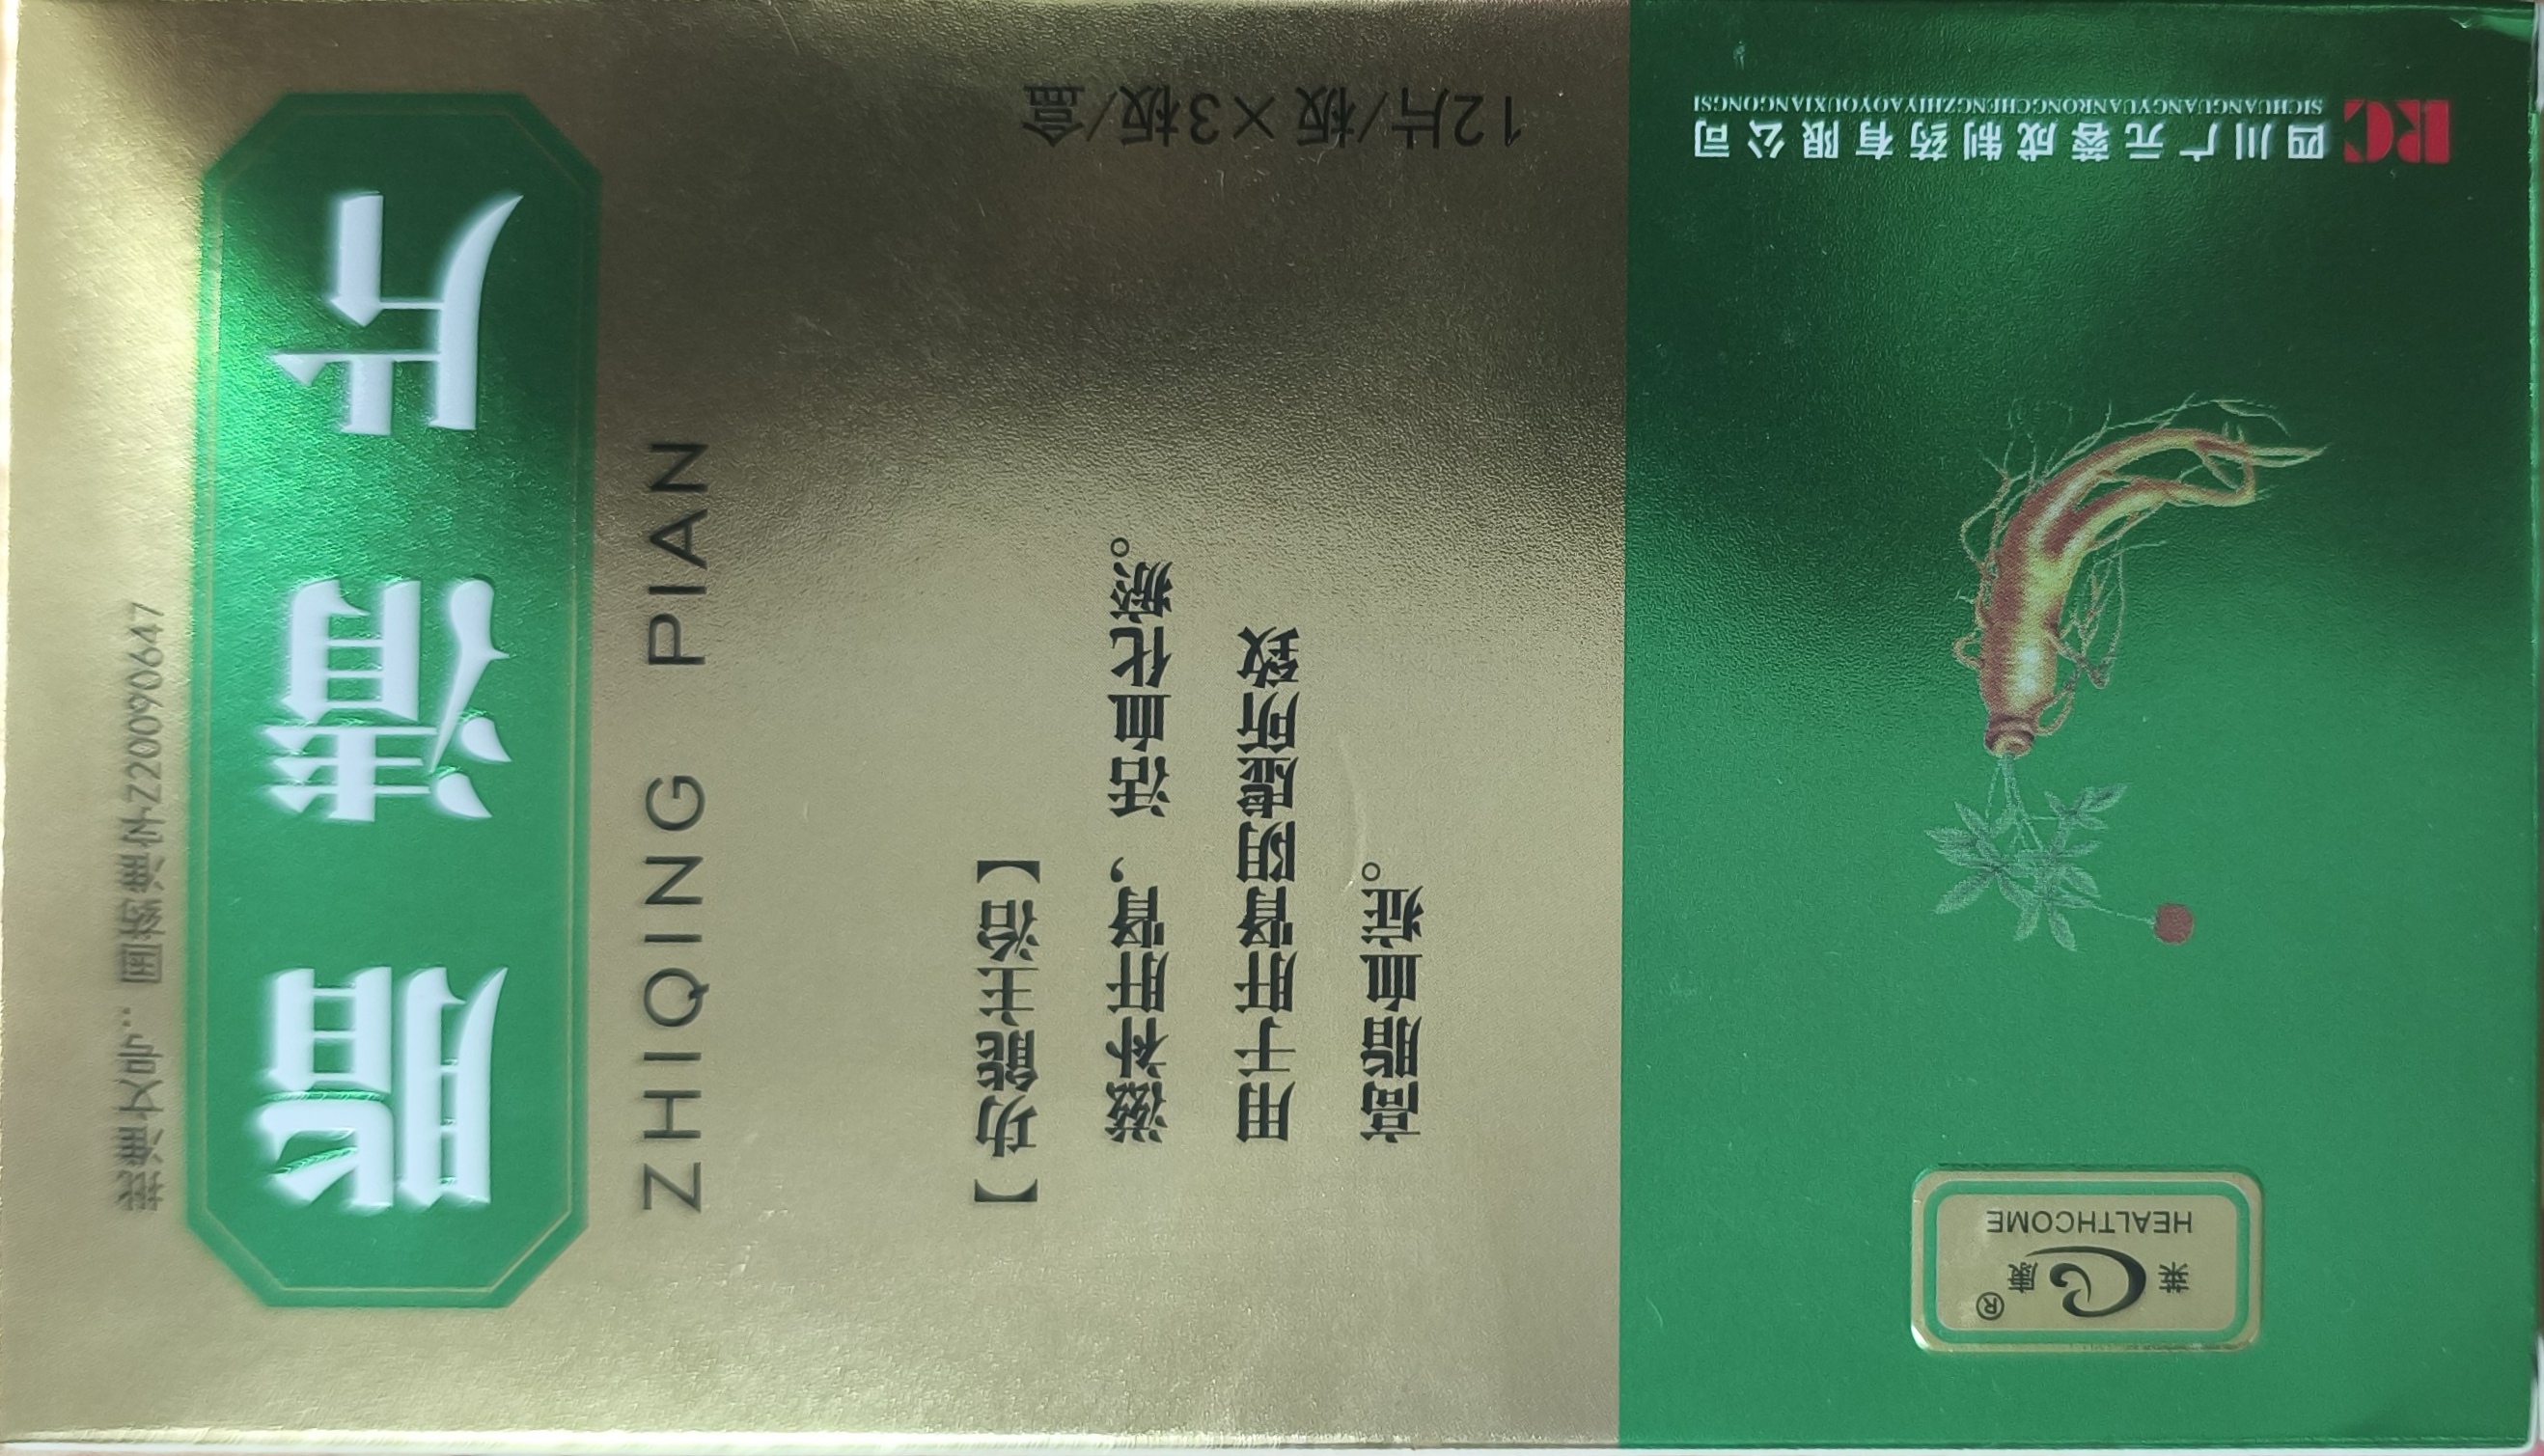 批准文号：国药准字Z20090647
脂清片
ZHIQING PIAN
【功能主治】
滋补肝肾，活血化瘀。
用于肝肾阴虚所致
高脂血症。
12片/板×3板/盒
RC
四川广元蓉成制药有限公司
SICHUANGUANGYUANRONGCHENGZHIYAOYOUXIANGONGSI
莱康®
HEALTHCOME